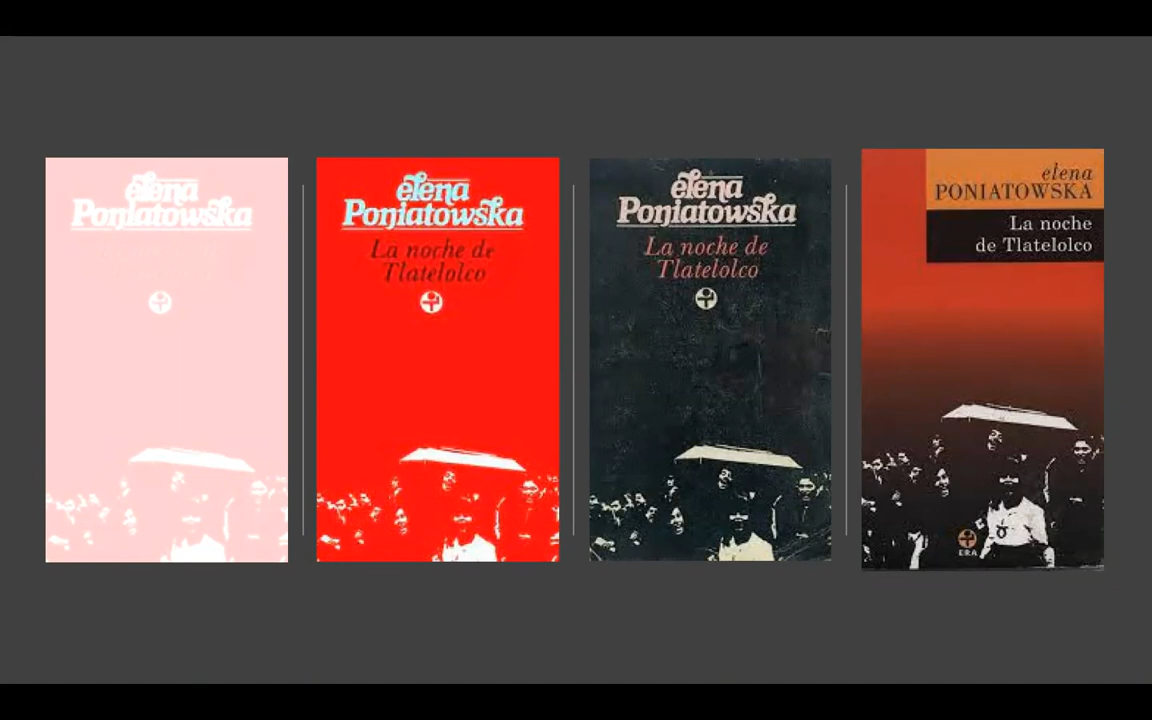 elena
Poniatowska
elena
Poniatowska
La noche de
Tlatelolco
elena
Poniatowska
La noche de
Tlatelolco
elena
PONIATOWSKA
La noche
de Tlatelolco
ERA